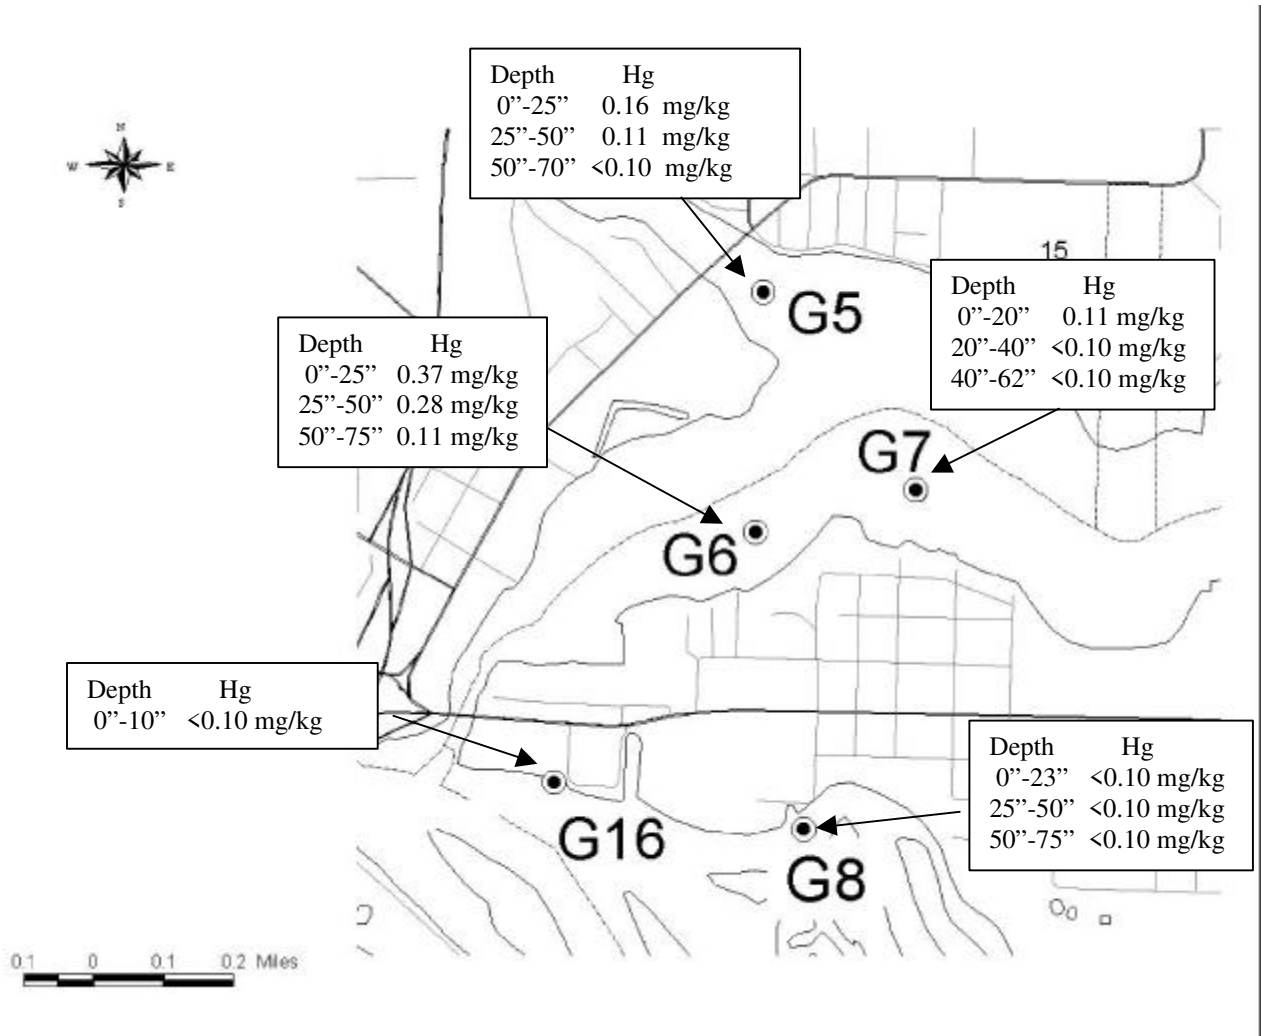 Depth Hg
0”-25” 0.16 mg/kg
25”-50” 0.11 mg/kg
50”-70” <0.10 mg/kg
N
W E
S
15
G5
Depth Hg
0”-20” 0.11 mg/kg
20”-40” <0.10 mg/kg
40”-62” <0.10 mg/kg
Depth Hg
0”-25” 0.37 mg/kg
25”-50” 0.28 mg/kg
50”-75” 0.11 mg/kg
G7
G6
Depth Hg
0”-10” <0.10 mg/kg
Depth Hg
0”-23” <0.10 mg/kg
25”-50” <0.10 mg/kg
50”-75” <0.10 mg/kg
G16
G8
0.1 0 0.1 0.2 Miles